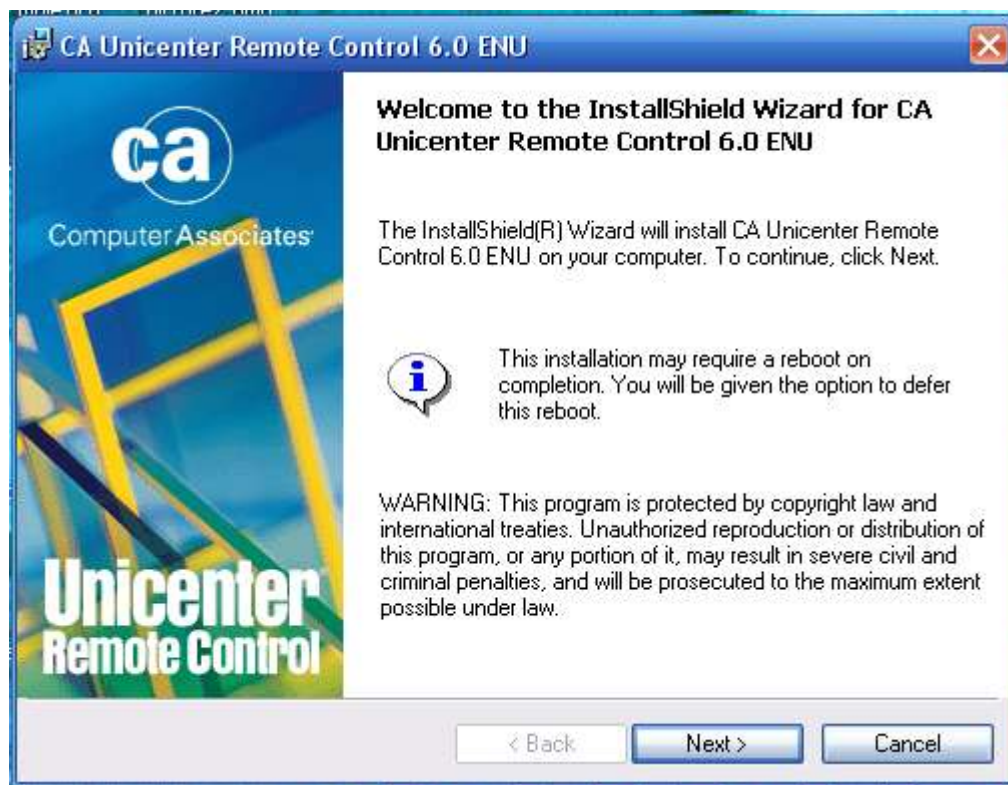 CA Unicenter Remote Control 6.0 ENU
ca
Computer Associates
Unicenter
Remote Control
Welcome to the InstallShield Wizard for CA
Unicenter Remote Control 6.0 ENU
The InstallShield(R) Wizard will install CA Unicenter Remote
Control 6.0 ENU on your computer. To continue, click Next.
This installation may require a reboot on
completion. You will be given the option to defer
this reboot.
WARNING: This program is protected by copyright law and
international treaties. Unauthorized reproduction or distribution of
this program, or any portion of it, may result in severe civil and
criminal penalties, and will be prosecuted to the maximum extent
possible under law.
< Back
Next >
Cancel